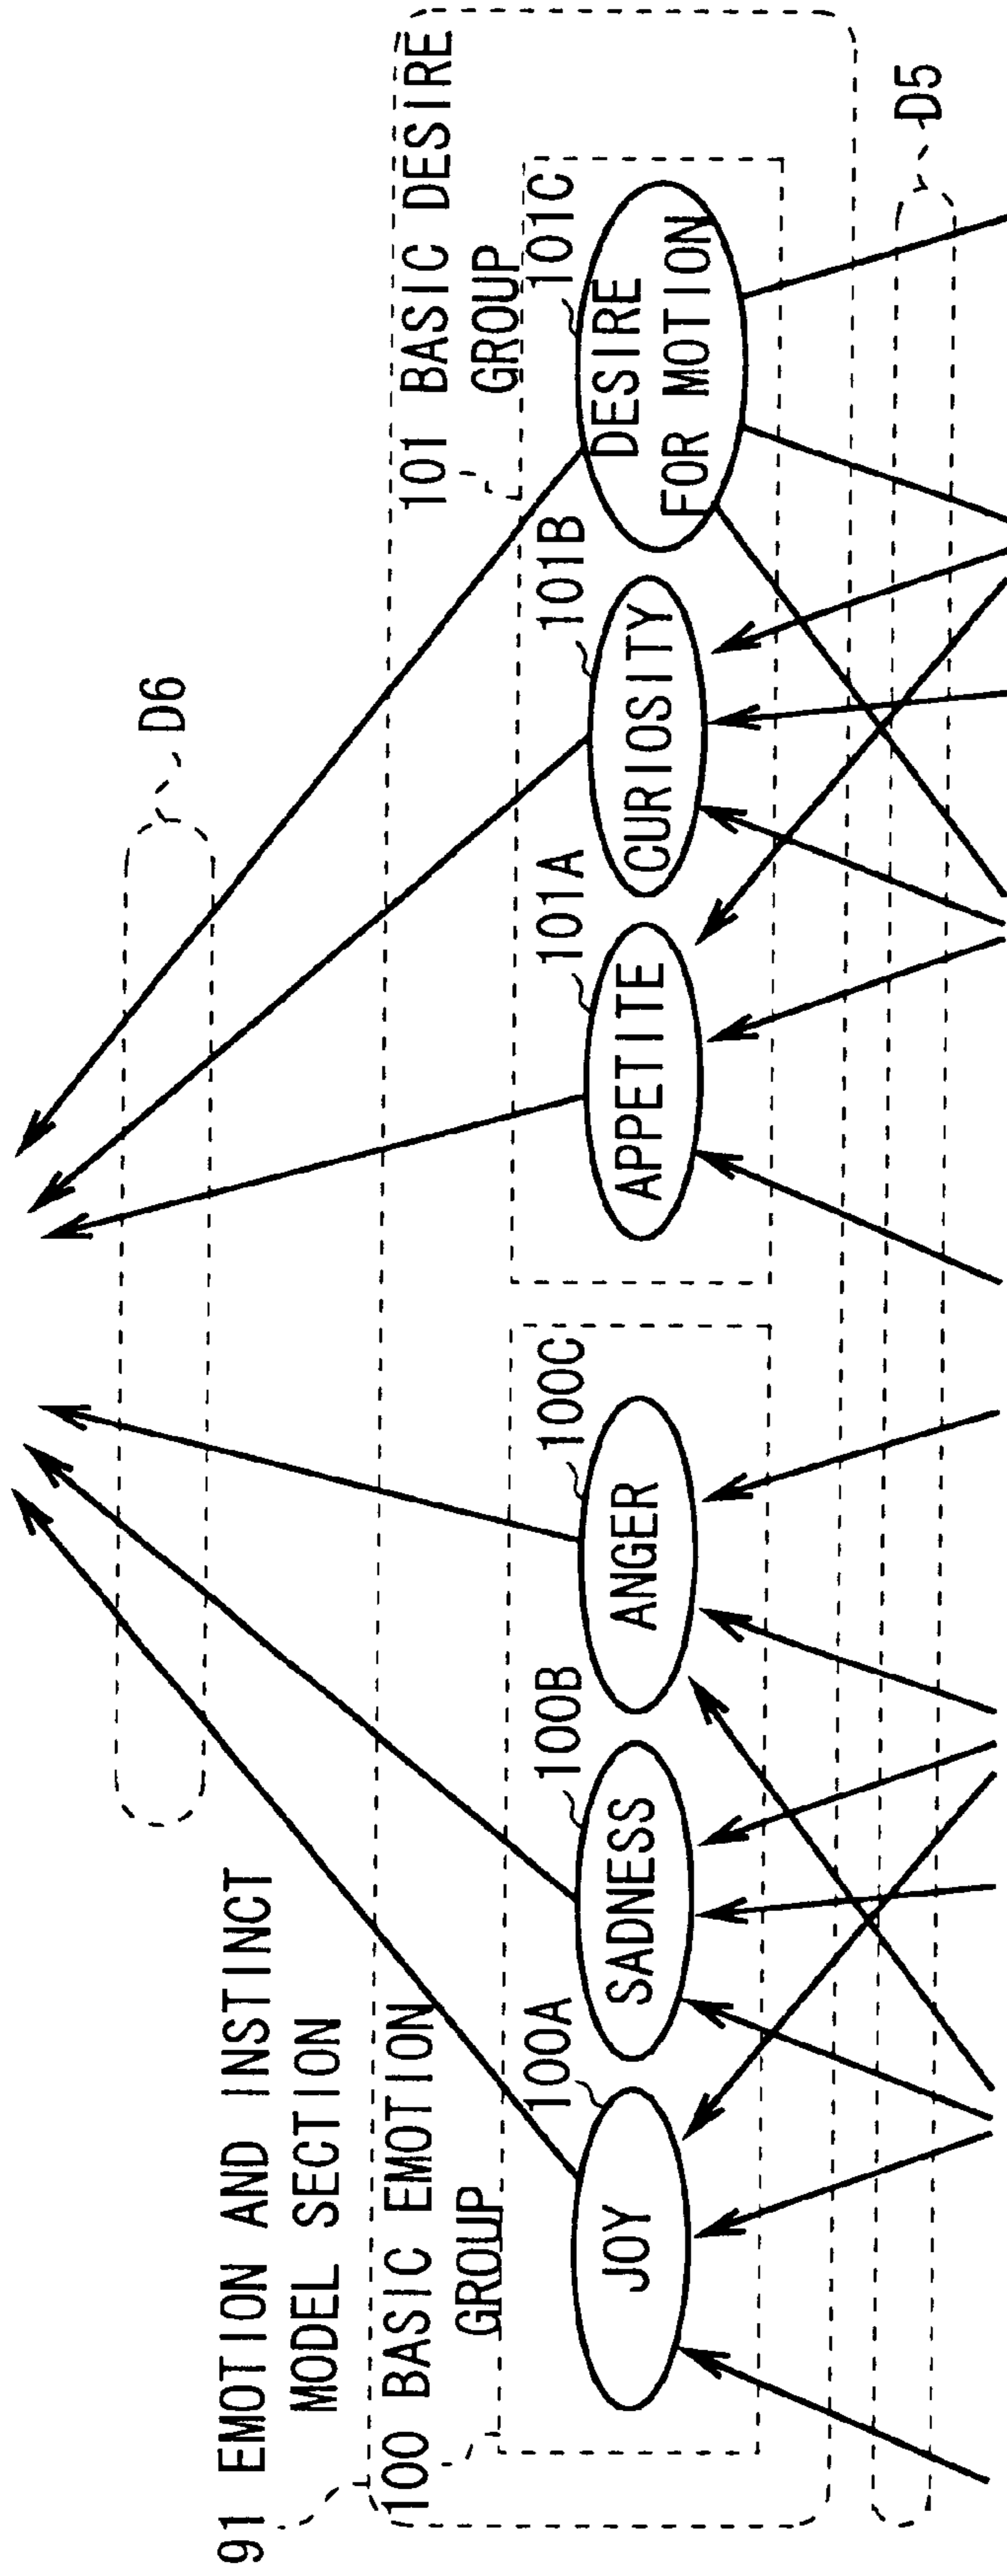 91 EMOTION AND INSTINCT
MODEL SECTION
D6
100 BASIC EMOTION
GROUP
101 BASIC DESIRE
GROUP
100A
100B
100C
101A
101B
101C
JOY
SADNESS
ANGER
APPETITE
CURIOSITY
DESIRE
FOR MOTION
D5